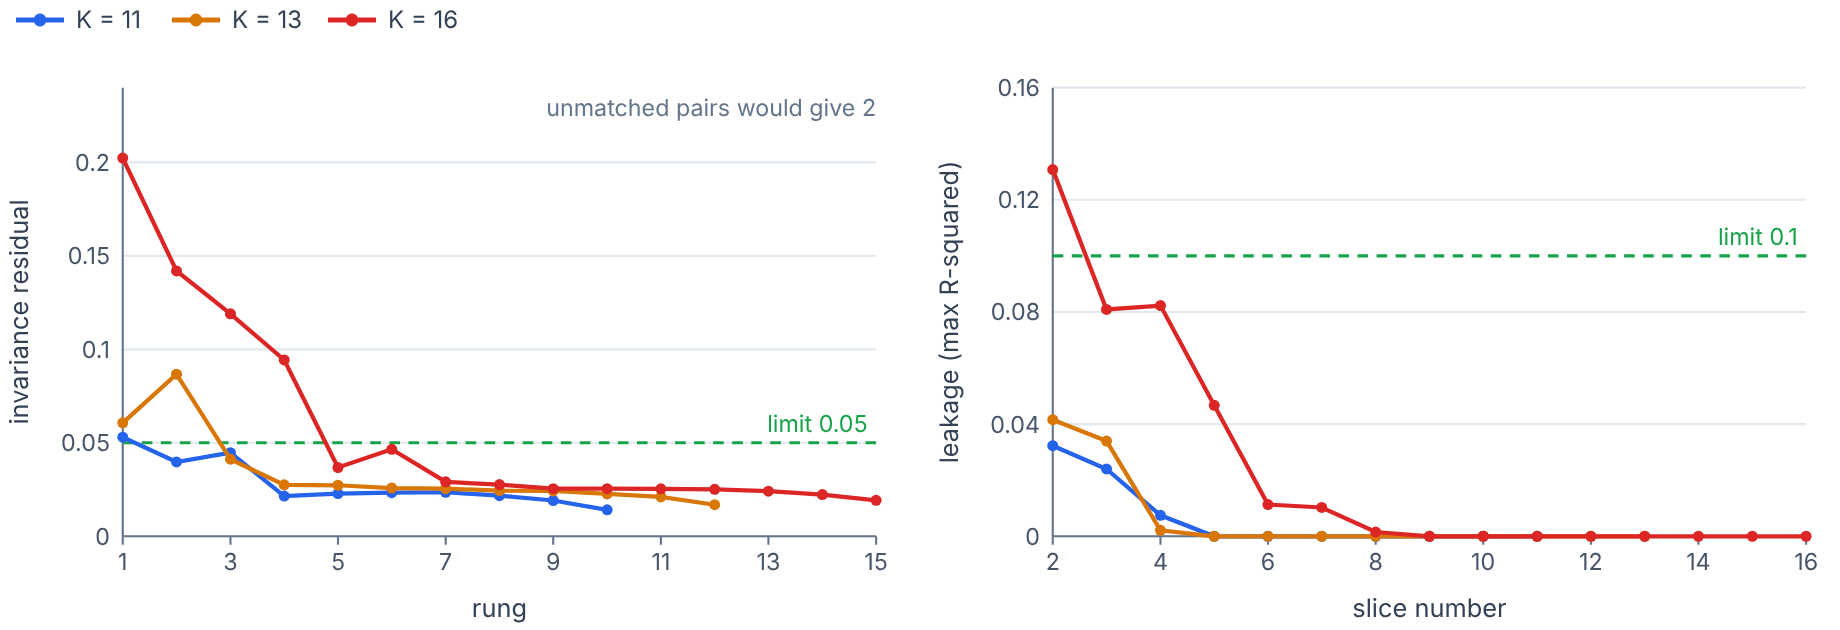 K = 11 K = 13 K = 16
unmatched pairs would give 2
invariance residual
0.2
0.15
0.1
0.05
0
limit 0.05
1 3 5 7 9 11 13 15
rung
leakage (max R-squared)
0.16
0.12
0.08
0.04
0
limit 0.1
2 4 6 8 10 12 14 16
slice number